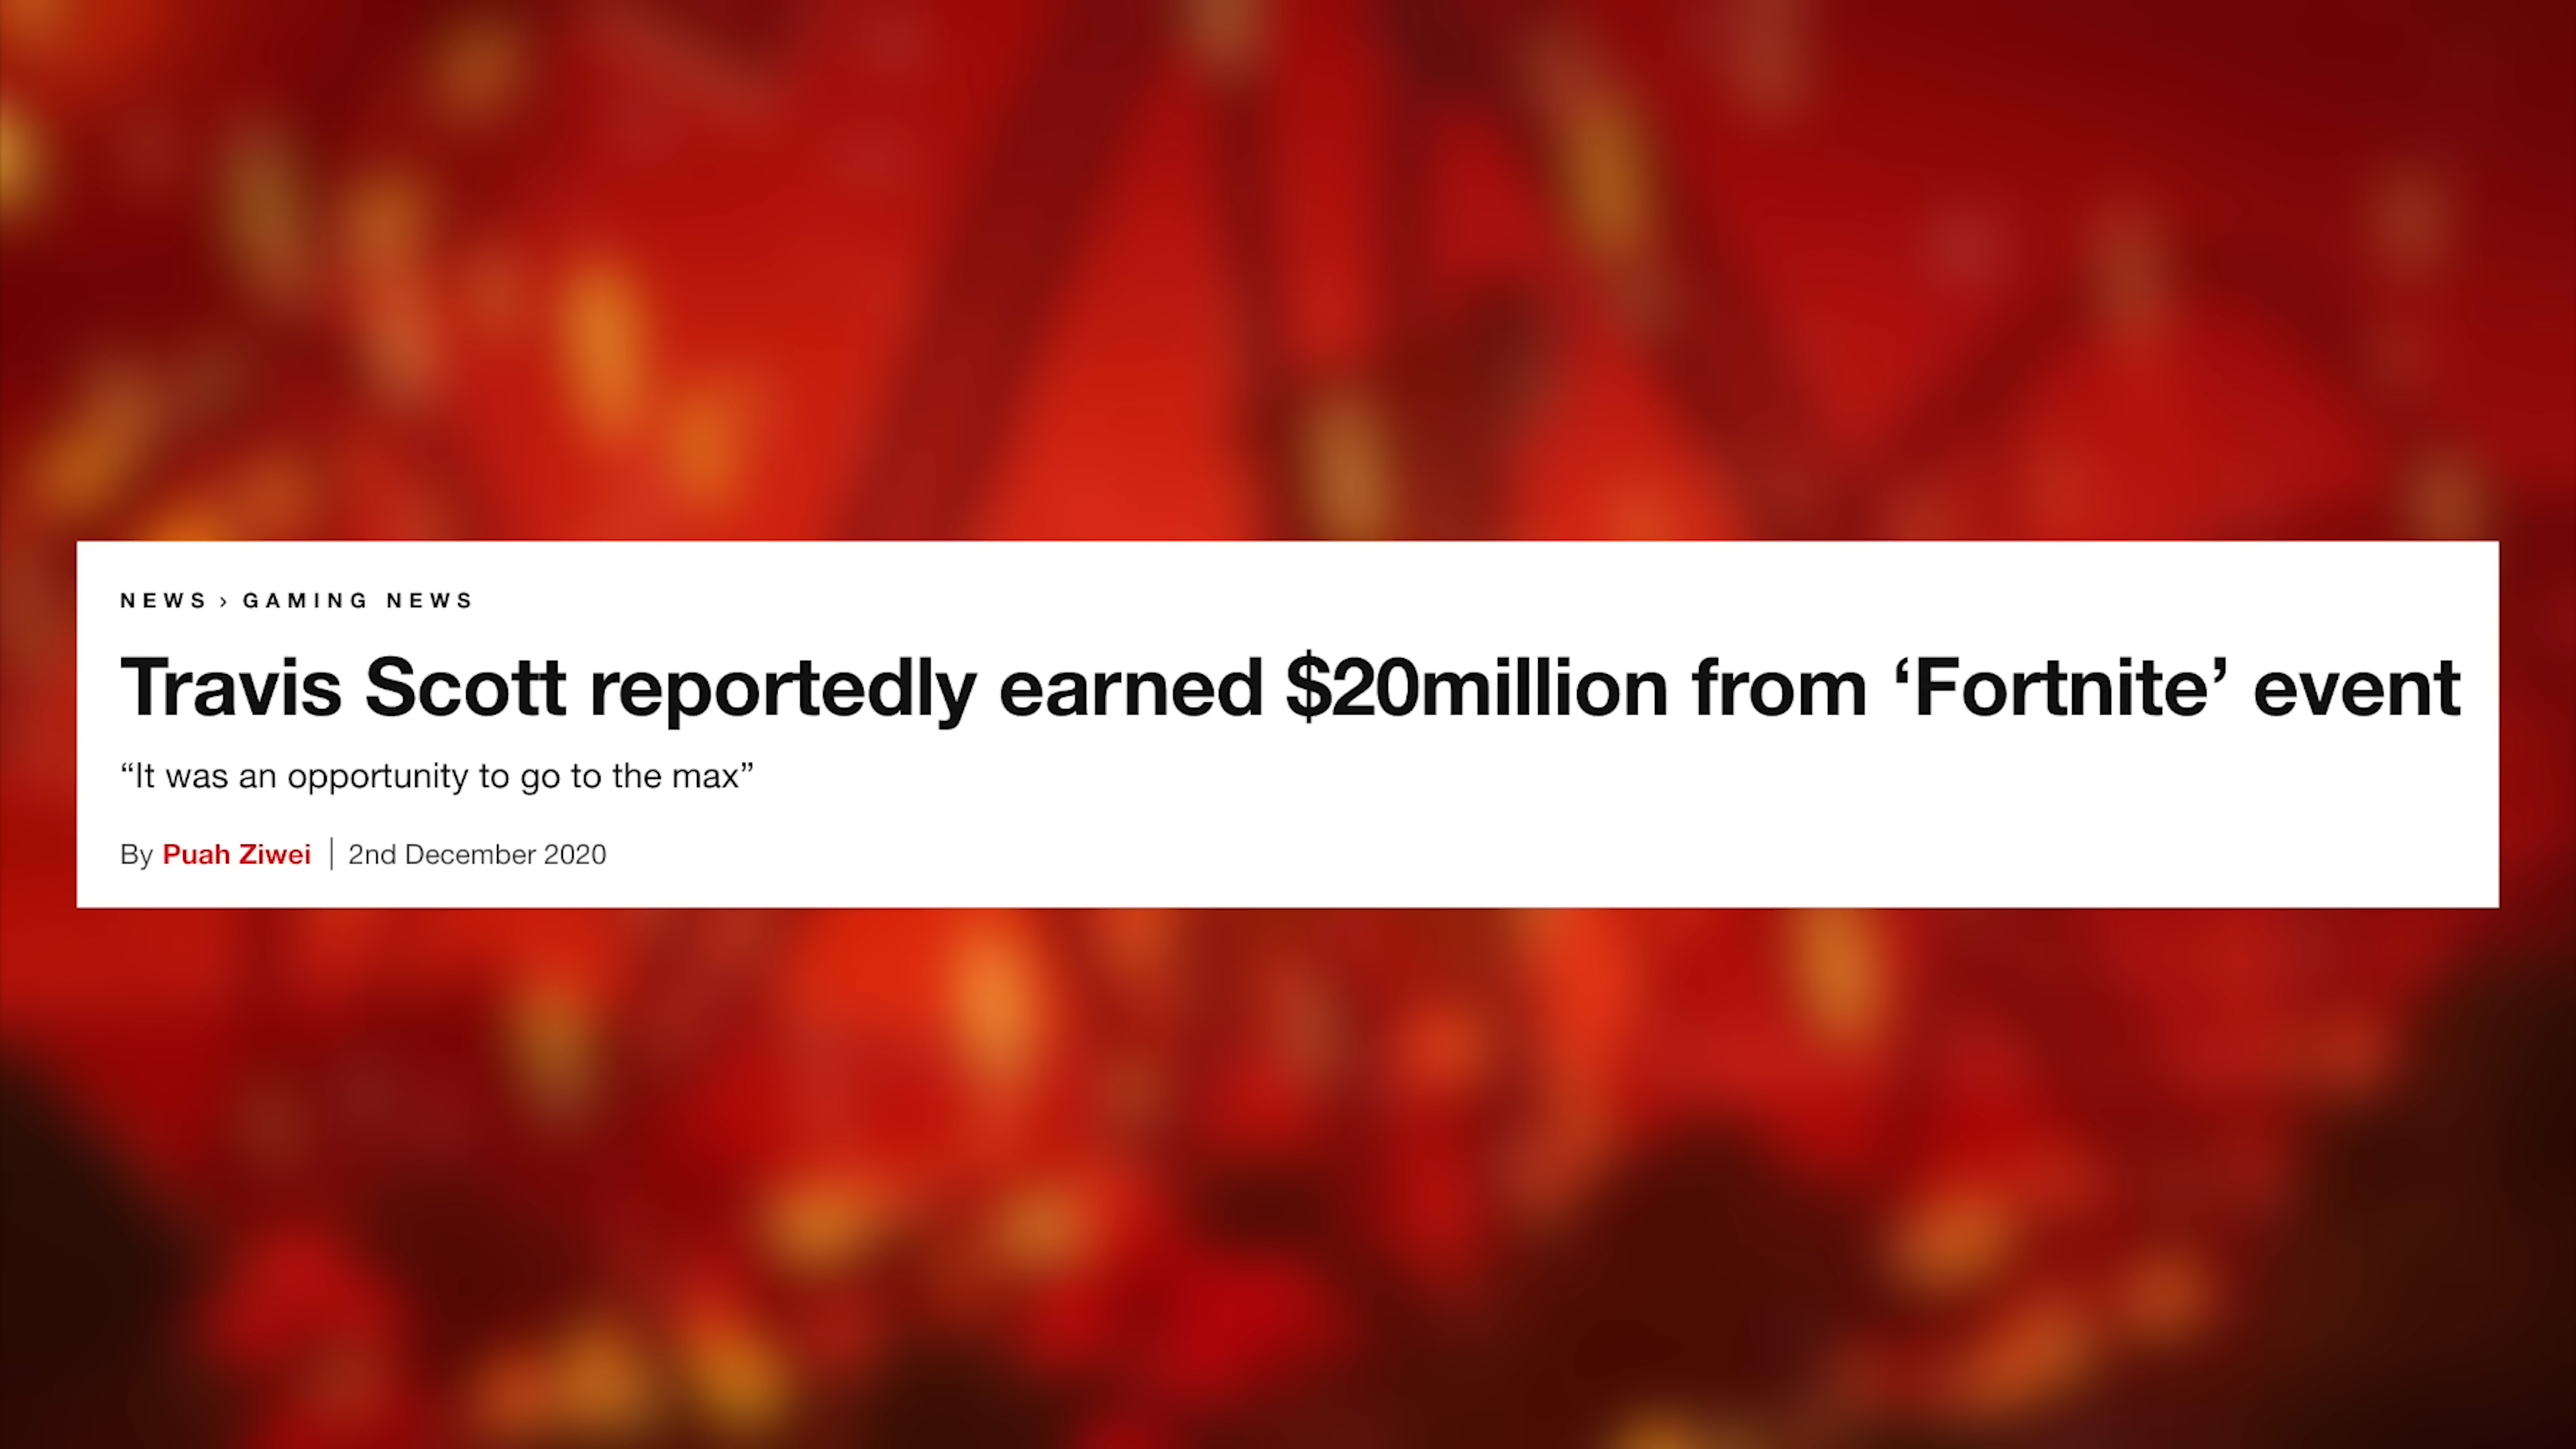 NEWS › GAMING NEWS
Travis Scott reportedly earned $20million from ‘Fortnite’ event
“It was an opportunity to go to the max”
By Puah Ziwei | 2nd December 2020